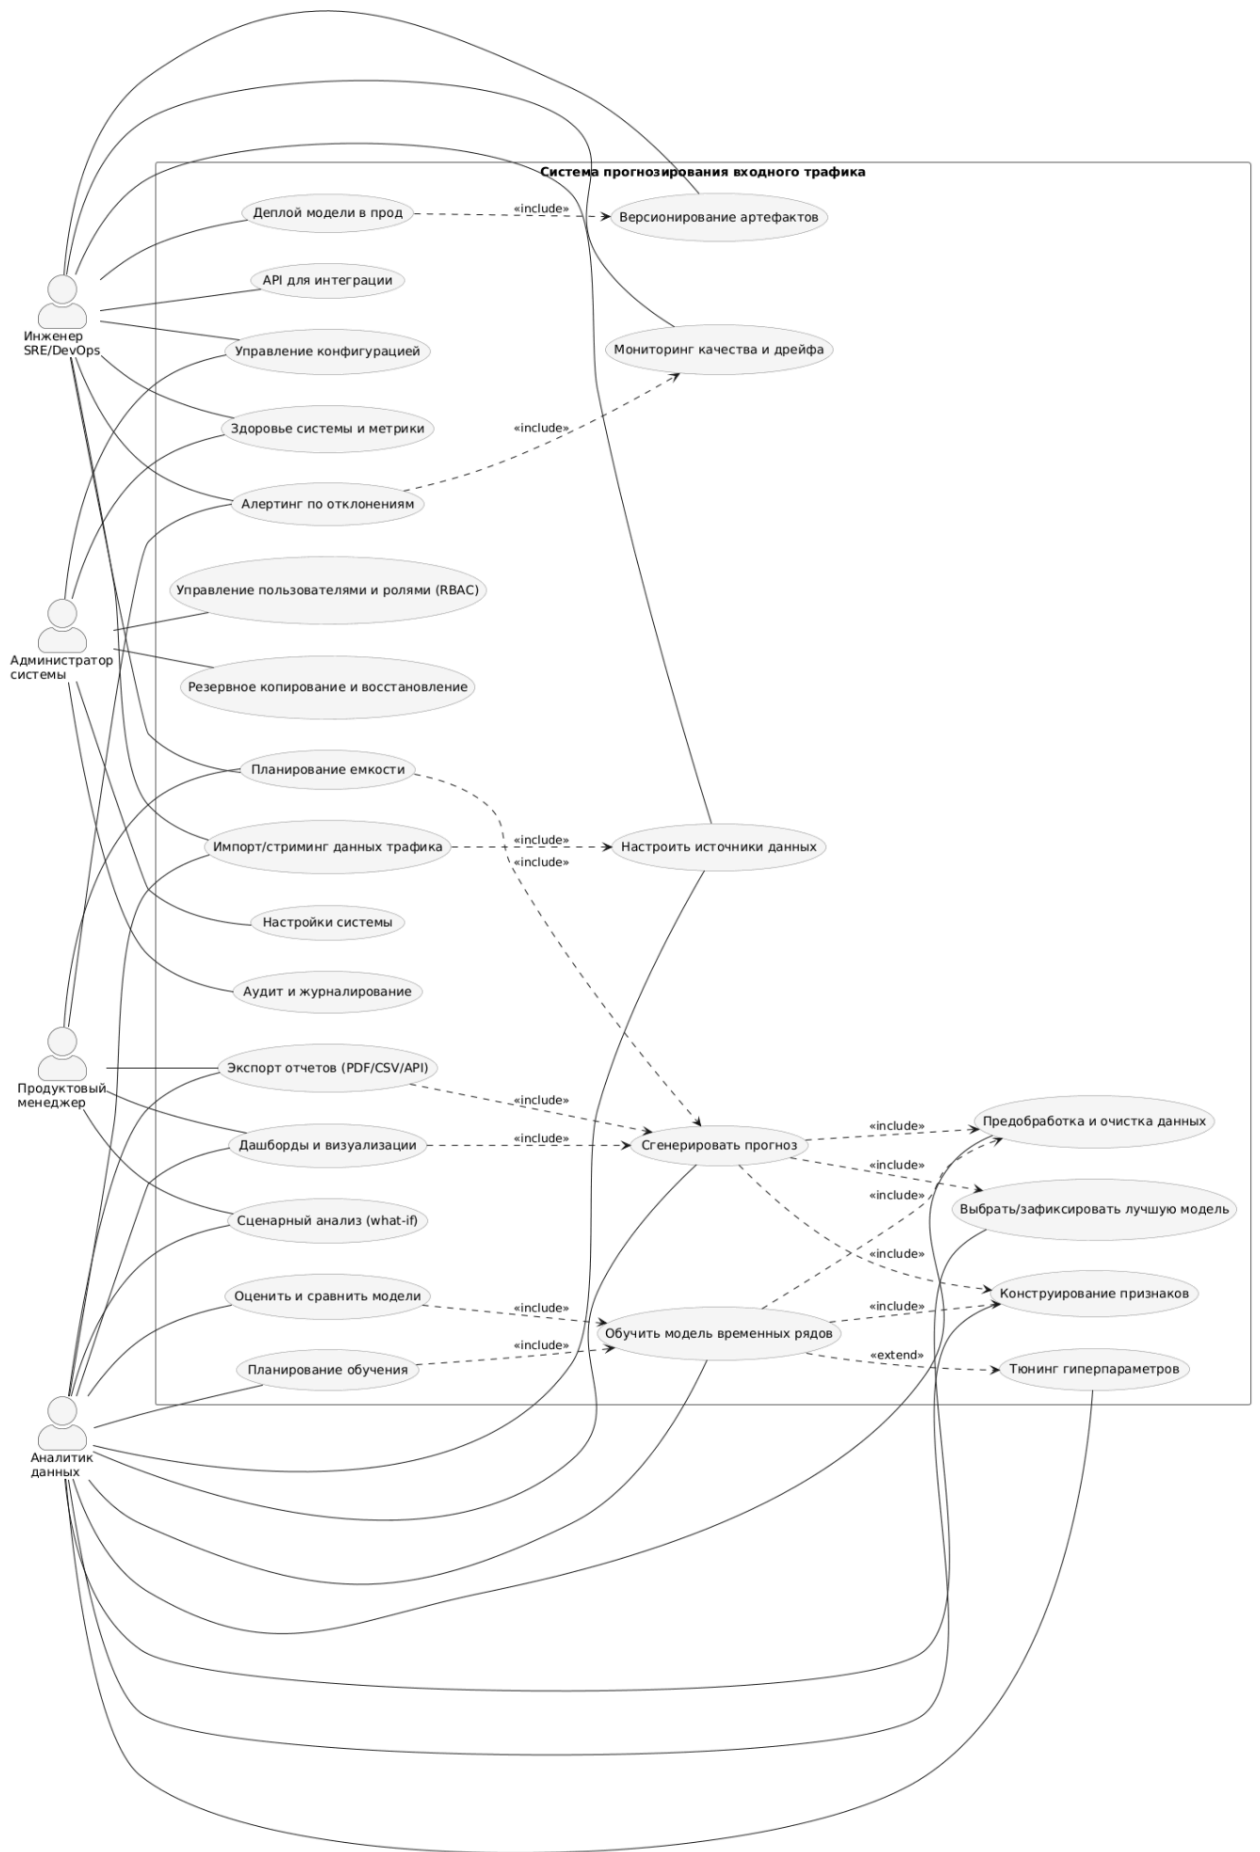 Система прогнозирования входного трафика
Деплой модели в прод
«include»
Версионирование артефактов
API для интеграции
Инженер
SRE/DevOps
Управление конфигурацией
Мониторинг качества и дрейфа
Здоровье системы и метрики
«include»
Алертинг по отклонениям
Управление пользователями и ролями (RBAC)
Администратор
системы
Резервное копирование и восстановление
Планирование емкости
Импорт/стриминг данных трафика
«include»
«include»
Настроить источники данных
Настройки системы
Аудит и журналирование
Экспорт отчетов (PDF/CSV/API)
Продуктовый
менеджер
«include»
Дашборды и визуализации
«include»
Сгенерировать прогноз
«include»
Предобработка и очистка данных
«include»
«include»
Выбрать/зафиксировать лучшую модель
Сценарный анализ (what-if)
«include»
Оценить и сравнить модели
«include»
Обучить модель временных рядов
«include»
Конструирование признаков
Планирование обучения
«include»
«extend»
Тюнинг гиперпараметров
Аналитик
данных